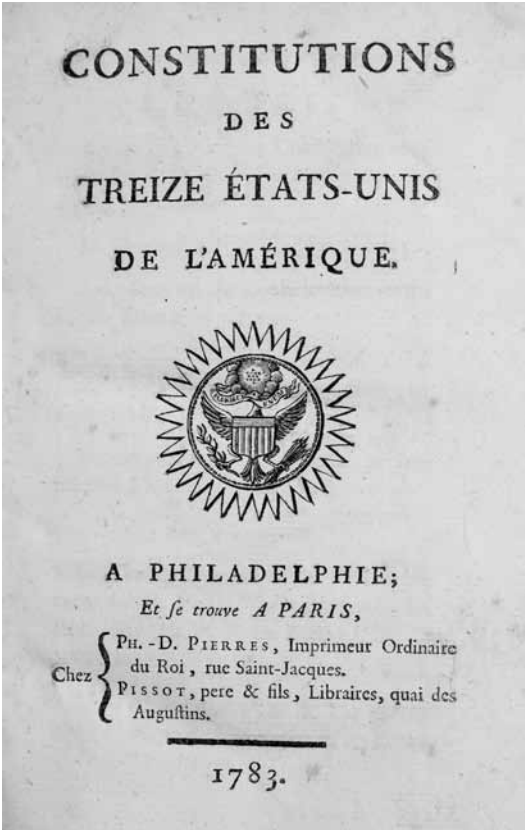 CONSTITUTIONS
DES
TREIZE ÉTATS-UNIS
DE L'AMÉRIQUE.
A PHILADELPHIE;
Et ſe trouve A PARIS,
Chez
PH. -D. PIERRES, Imprimeur Ordinaire
du Roi, rue Saint-Jacques.
PISSOT, pere & fils, Libraires, quai des
Auguſtins.
1783.